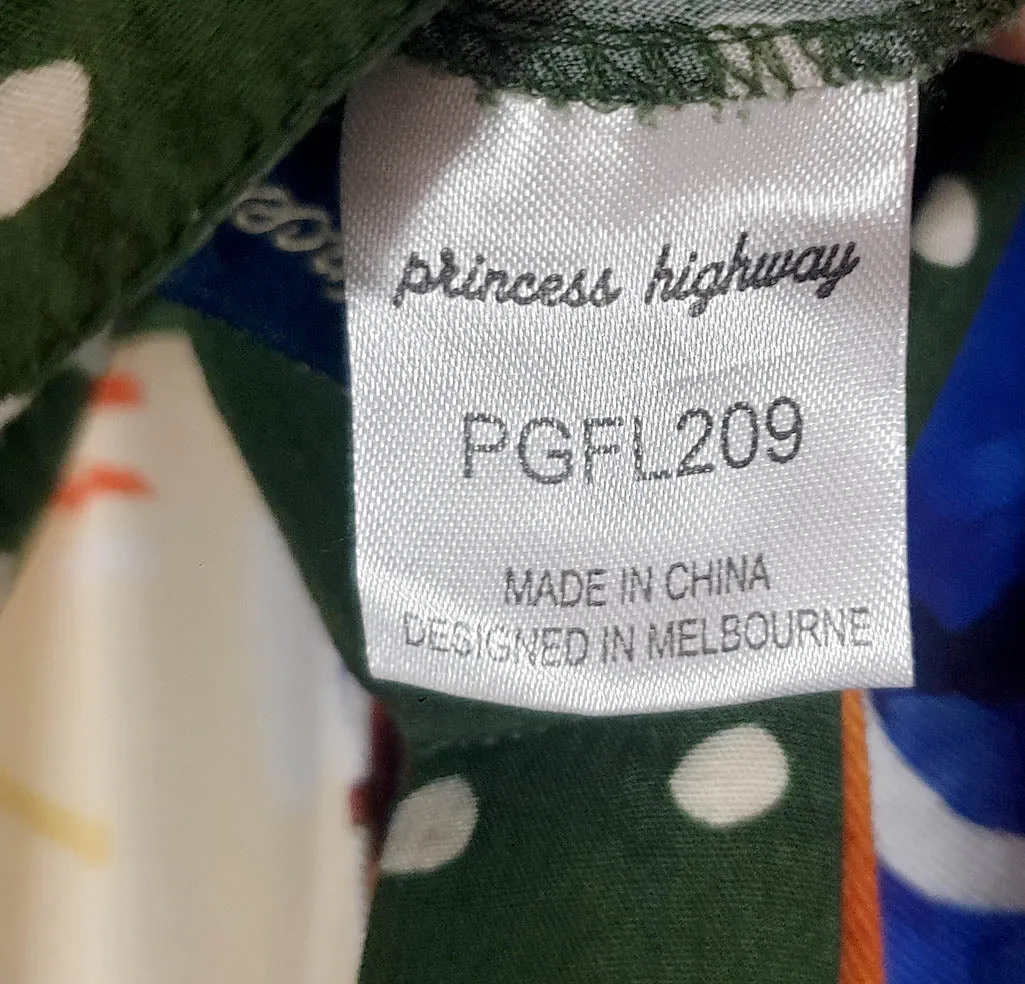 princess highway
PGFL209
MADE IN CHINA
DESIGNED IN MELBOURNE